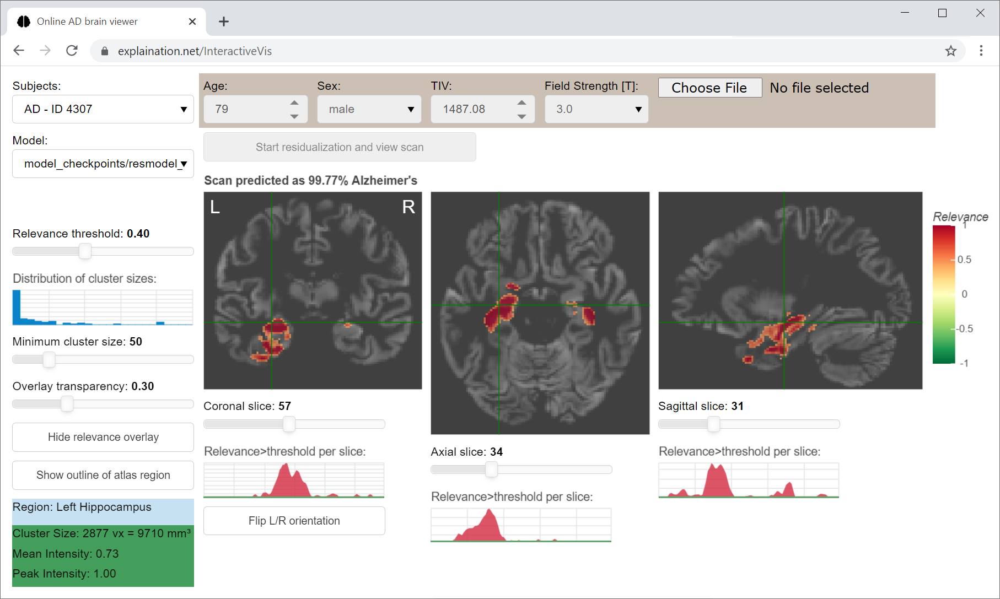 Online AD brain viewer
explaination.net/InteractiveVis
Subjects:
AD - ID 4307
Age:
79
Sex:
male
TIV:
1487.08
Field Strength [T]:
3.0
Choose File No file selected
Model:
model_checkpoints/resmodel_
Start residualization and view scan
Scan predicted as 99.77% Alzheimer's
L
R
Relevance
1
0.5
0
-0.5
-1
Relevance threshold: 0.40
Distribution of cluster sizes:
Minimum cluster size: 50
Overlay transparency: 0.30
Hide relevance overlay
Show outline of atlas region
Region: Left Hippocampus
Cluster Size: 2877 vx = 9710 mm³
Mean Intensity: 0.73
Peak Intensity: 1.00
Coronal slice: 57
Relevance>threshold per slice:
Flip L/R orientation
Axial slice: 34
Relevance>threshold per slice:
Sagittal slice: 31
Relevance>threshold per slice: